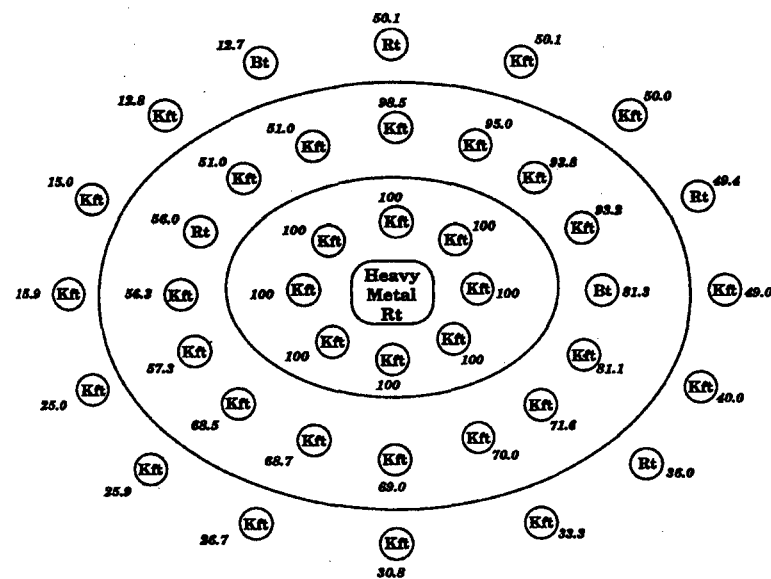 50.1
Rt
12.7
Bt
50.1
Kft
12.8
Kft
50.0
Kft
98.5
Kft
51.0
Kft
95.0
Kft
51.0
Kft
93.8
Kft
15.0
Kft
49.4
Rt
56.0
Rt
93.2
Kft
100
Kft
100
Kft
100
Kft
15.9
Kft
56.3
Kft
100
Kft
Heavy
Metal
Rt
Kft
100
Bt
81.3
Kft
49.0
100
Kft
Kft
100
Kft
100
57.3
Kft
Kft
81.1
25.0
Kft
Kft
40.0
68.5
Kft
Kft
71.6
68.7
Kft
Kft
70.0
Kft
69.0
25.9
Kft
Rt
36.0
26.7
Kft
Kft
33.3
Kft
30.8